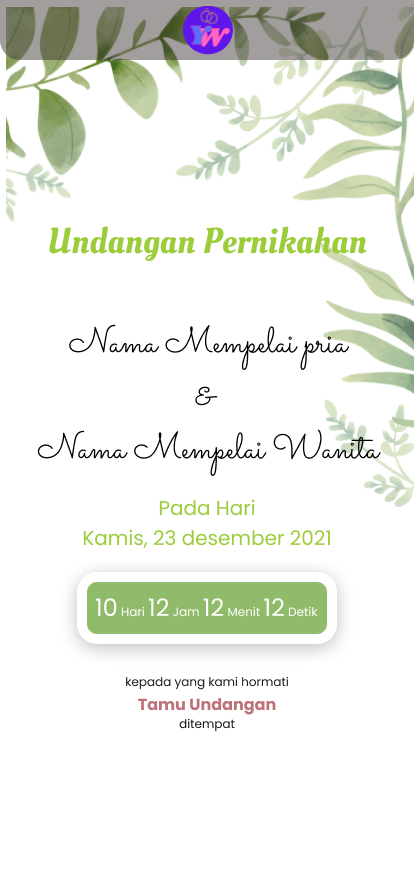 YW
Undangan Pernikahan
Nama Mempelai pria
&
Nama Mempelai Wanita
Pada Hari
Kamis, 23 desember 2021
10 Hari 12 Jam 12 Menit 12 Detik
kepada yang kami hormati
Tamu Undangan
ditempat